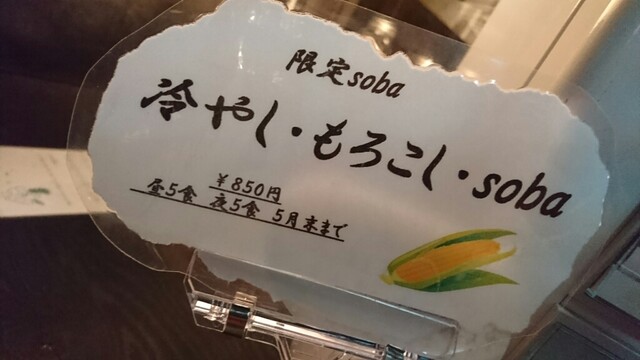 限定soba
冷やし・もろこし・soba
¥850円
昼5食 夜5食 5月末まで